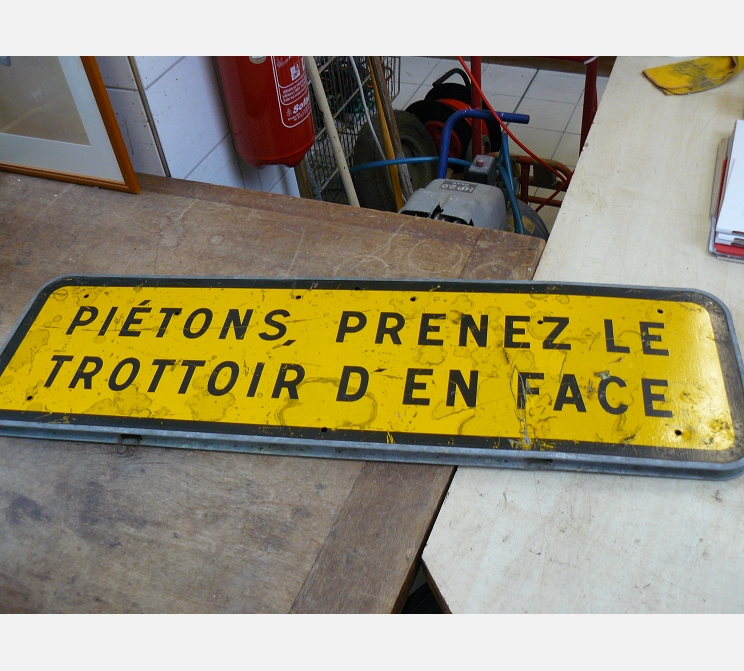 PIÉTONS, PRENEZ LE
TROTTOIR D'EN FACE